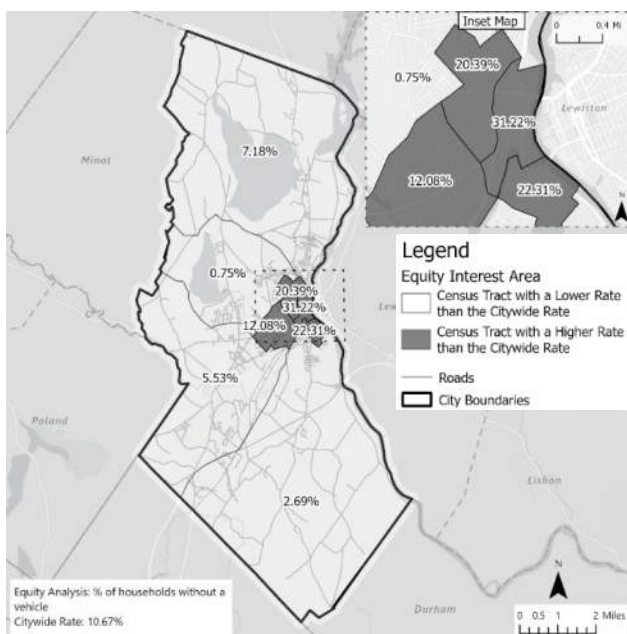 Inset Map
0 0.4 Mi
20.39%
0.75%
Lewiston
31.22%
12.08%
22.31%
N
Minot
7.18%
0.75%
20.39%
31.22%
12.08%
22.31%
5.53%
Poland
2.69%
Lisbon
Durham
Legend
Equity Interest Area
Census Tract with a Lower Rate
than the Citywide Rate
Census Tract with a Higher Rate
than the Citywide Rate
Roads
City Boundaries
N
0 0.5 1 2 Miles
Equity Analysis: % of households without a
vehicle
Citywide Rate: 10.67%